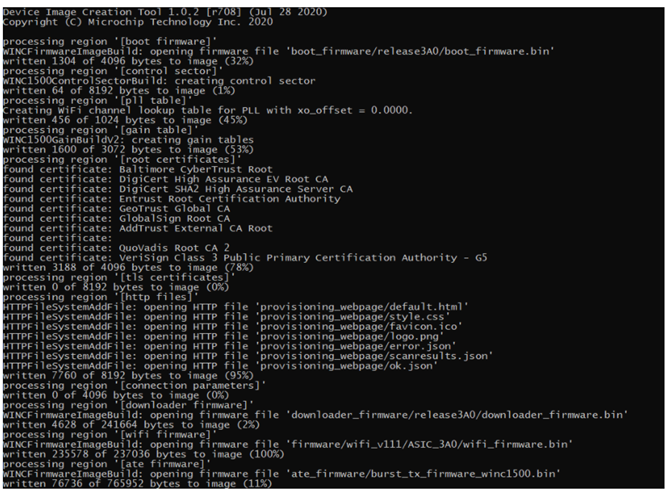 Device Image Creation Tool 1.0.2 [r708] (Jul 28 2020)
Copyright (C) Microchip Technology Inc. 2020
processing region '[boot firmware]'
WINCFirmwareImageBuild: opening firmware file 'boot_firmware/release3A0/boot_firmware.bin'
written 1304 of 4096 bytes to image (32%)
processing region '[control sector]'
WINC1500ControlSectorBuild: creating control sector
written 64 of 8192 bytes to image (1%)
processing region '[pll table]'
Creating WiFi channel lookup table for PLL with xo_offset = 0.0000.
written 456 of 1024 bytes to image (45%)
processing region '[gain table]'
WINC1500GainBuildV2: creating gain tables
written 1600 of 3072 bytes to image (53%)
processing region '[root certificates]'
found certificate: Baltimore CyberTrust Root
found certificate: DigiCert High Assurance EV Root CA
found certificate: DigiCert SHA2 High Assurance Server CA
found certificate: Entrust Root Certification Authority
found certificate: GeoTrust Global CA
found certificate: GlobalSign Root CA
found certificate: AddTrust External CA Root
found certificate:
found certificate: QuoVadis Root CA 2
found certificate: VeriSign Class 3 Public Primary Certification Authority - G5
written 3188 of 4096 bytes to image (78%)
processing region '[tls certificates]'
written 0 of 8192 bytes to image (0%)
processing region '[http files]'
HTTPFileSystemAddFile: opening HTTP file 'provisioning_webpage/default.html'
HTTPFileSystemAddFile: opening HTTP file 'provisioning_webpage/style.css'
HTTPFileSystemAddFile: opening HTTP file 'provisioning_webpage/favicon.ico'
HTTPFileSystemAddFile: opening HTTP file 'provisioning_webpage/logo.png'
HTTPFileSystemAddFile: opening HTTP file 'provisioning_webpage/error.json'
HTTPFileSystemAddFile: opening HTTP file 'provisioning_webpage/scanresults.json'
HTTPFileSystemAddFile: opening HTTP file 'provisioning_webpage/ok.json'
written 7760 of 8192 bytes to image (95%)
processing region '[connection parameters]'
written 0 of 4096 bytes to image (0%)
processing region '[downloader firmware]'
WINCFirmwareImageBuild: opening firmware file 'downloader_firmware/release3A0/downloader_firmware.bin'
written 4628 of 241664 bytes to image (2%)
processing region '[wifi firmware]'
WINCFirmwareImageBuild: opening firmware file 'firmware/wifi_v111/ASIC_3A0/wifi_firmware.bin'
written 235578 of 237036 bytes to image (100%)
processing region '[ate firmware]'
WINCFirmwareImageBuild: opening firmware file 'ate_firmware/burst_tx_firmware_winc1500.bin'
written 76736 of 765952 bytes to image (11%)